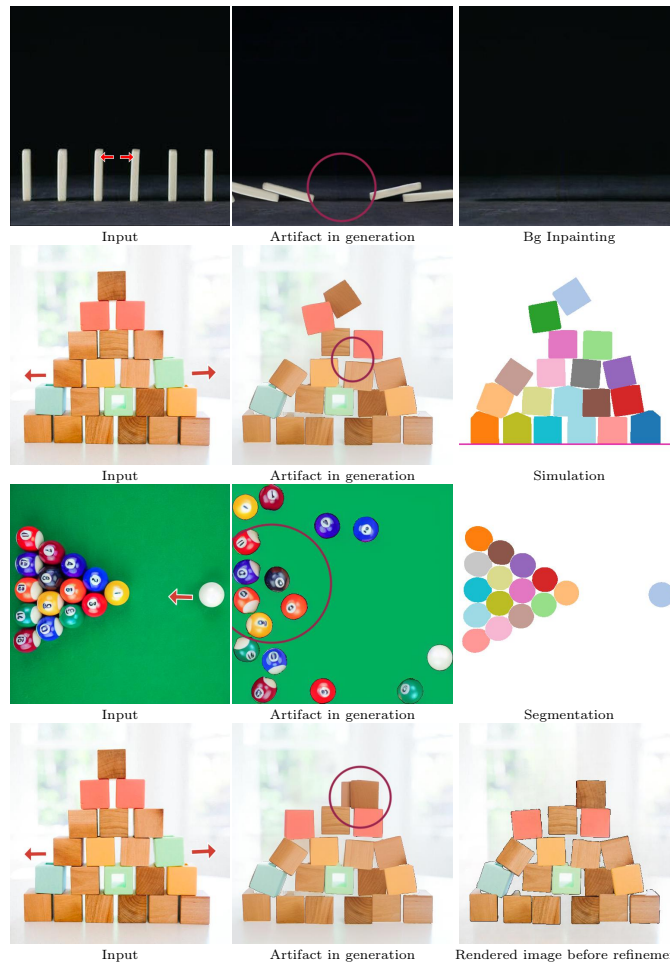 Input Artifact in generation Bg Inpainting
Input Artifact in generation Simulation
Input Artifact in generation Segmentation
Input Artifact in generation Rendered image before refineme